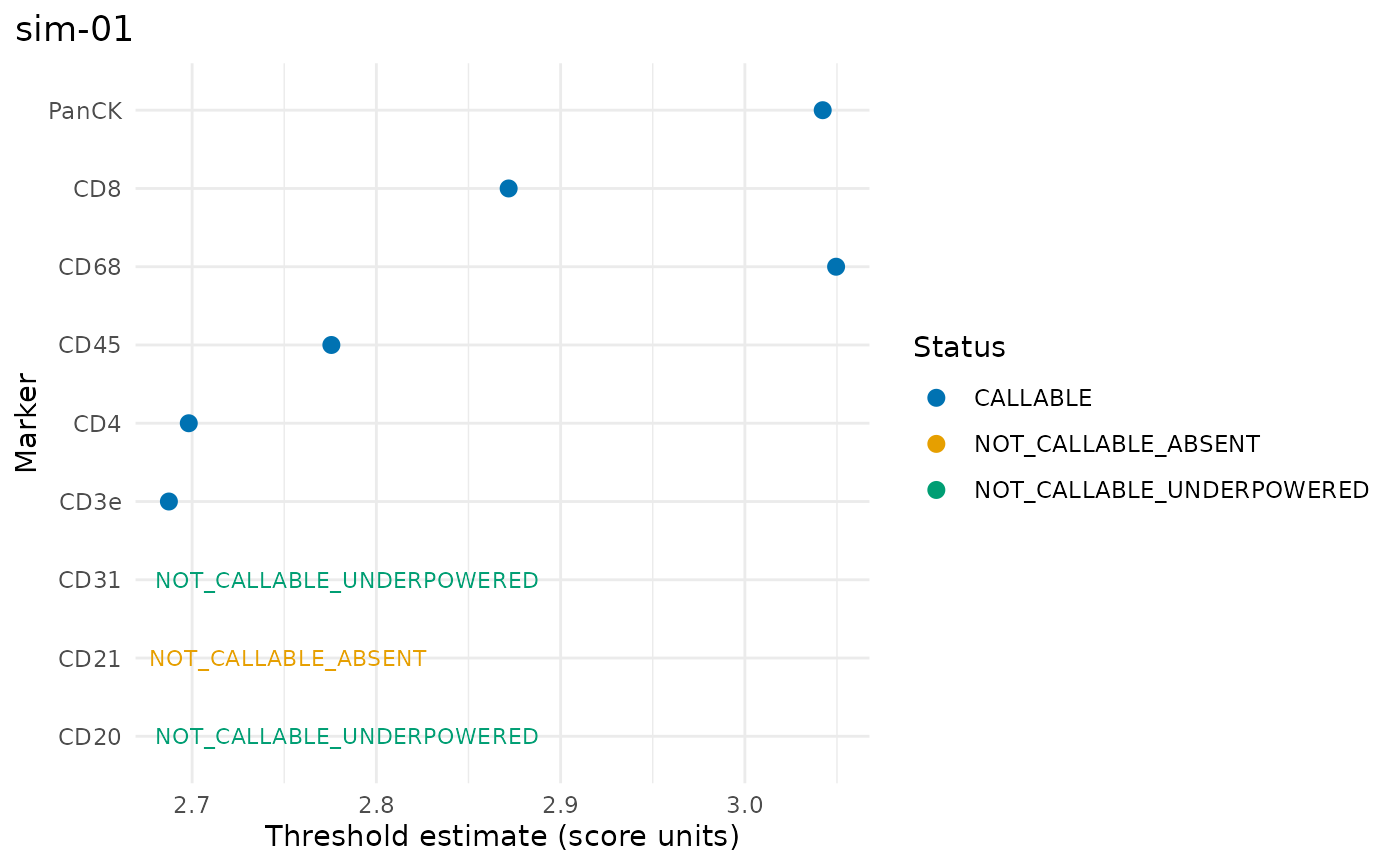 sim-01
PanCK
CD8
CD68
CD45
CD4
CD3e
CD31 NOT_CALLABLE_UNDERPOWERED
CD21 NOT_CALLABLE_ABSENT
CD20 NOT_CALLABLE_UNDERPOWERED
Marker
2.7 2.8 2.9 3.0
Threshold estimate (score units)
Status
CALLABLE
NOT_CALLABLE_ABSENT
NOT_CALLABLE_UNDERPOWERED